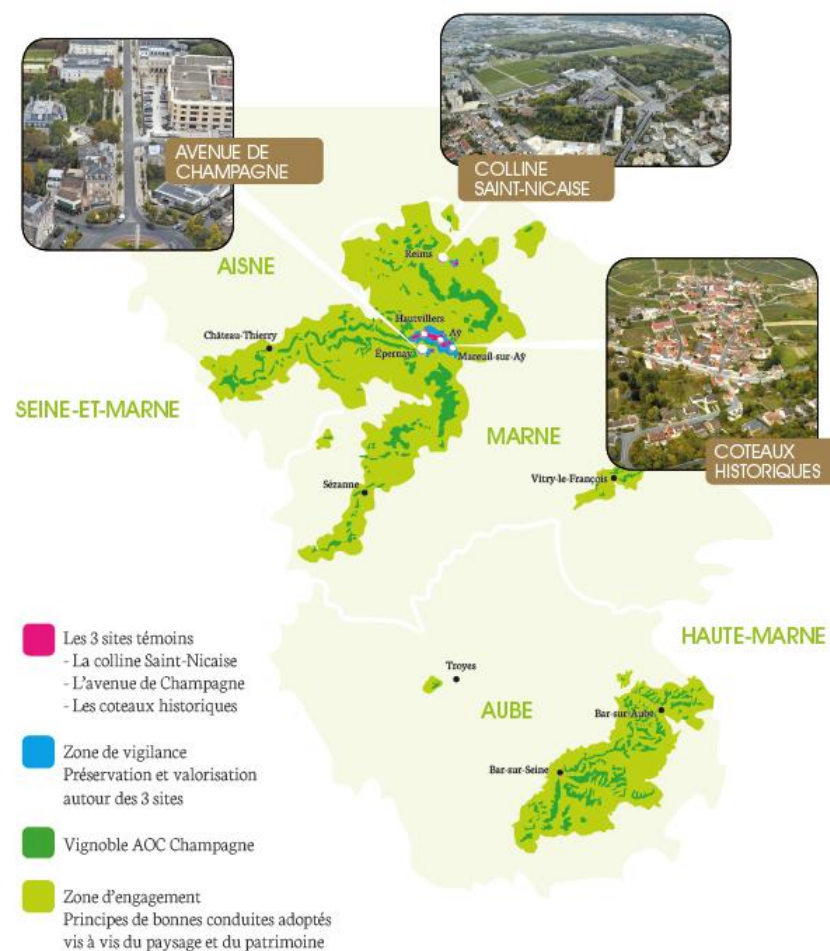 AVENUE DE
CHAMPAGNE
COLLINE
SAINT-NICAISE
AISNE
Reims
Hautvillers
Aÿ
Château-Thierry
Épernay
Mareuil-sur-Aÿ
SEINE-ET-MARNE
MARNE
COTEAUX
HISTORIQUES
Sézanne
Vitry-le-François
HAUTE-MARNE
Troyes
AUBE
Bar-sur-Aube
Bar-sur-Seine
Les 3 sites témoins
- La colline Saint-Nicaise
- L'avenue de Champagne
- Les coteaux historiques
Zone de vigilance
Préservation et valorisation
autour des 3 sites
Vignoble AOC Champagne
Zone d'engagement
Principes de bonnes conduites adoptés
vis à vis du paysage et du patrimoine